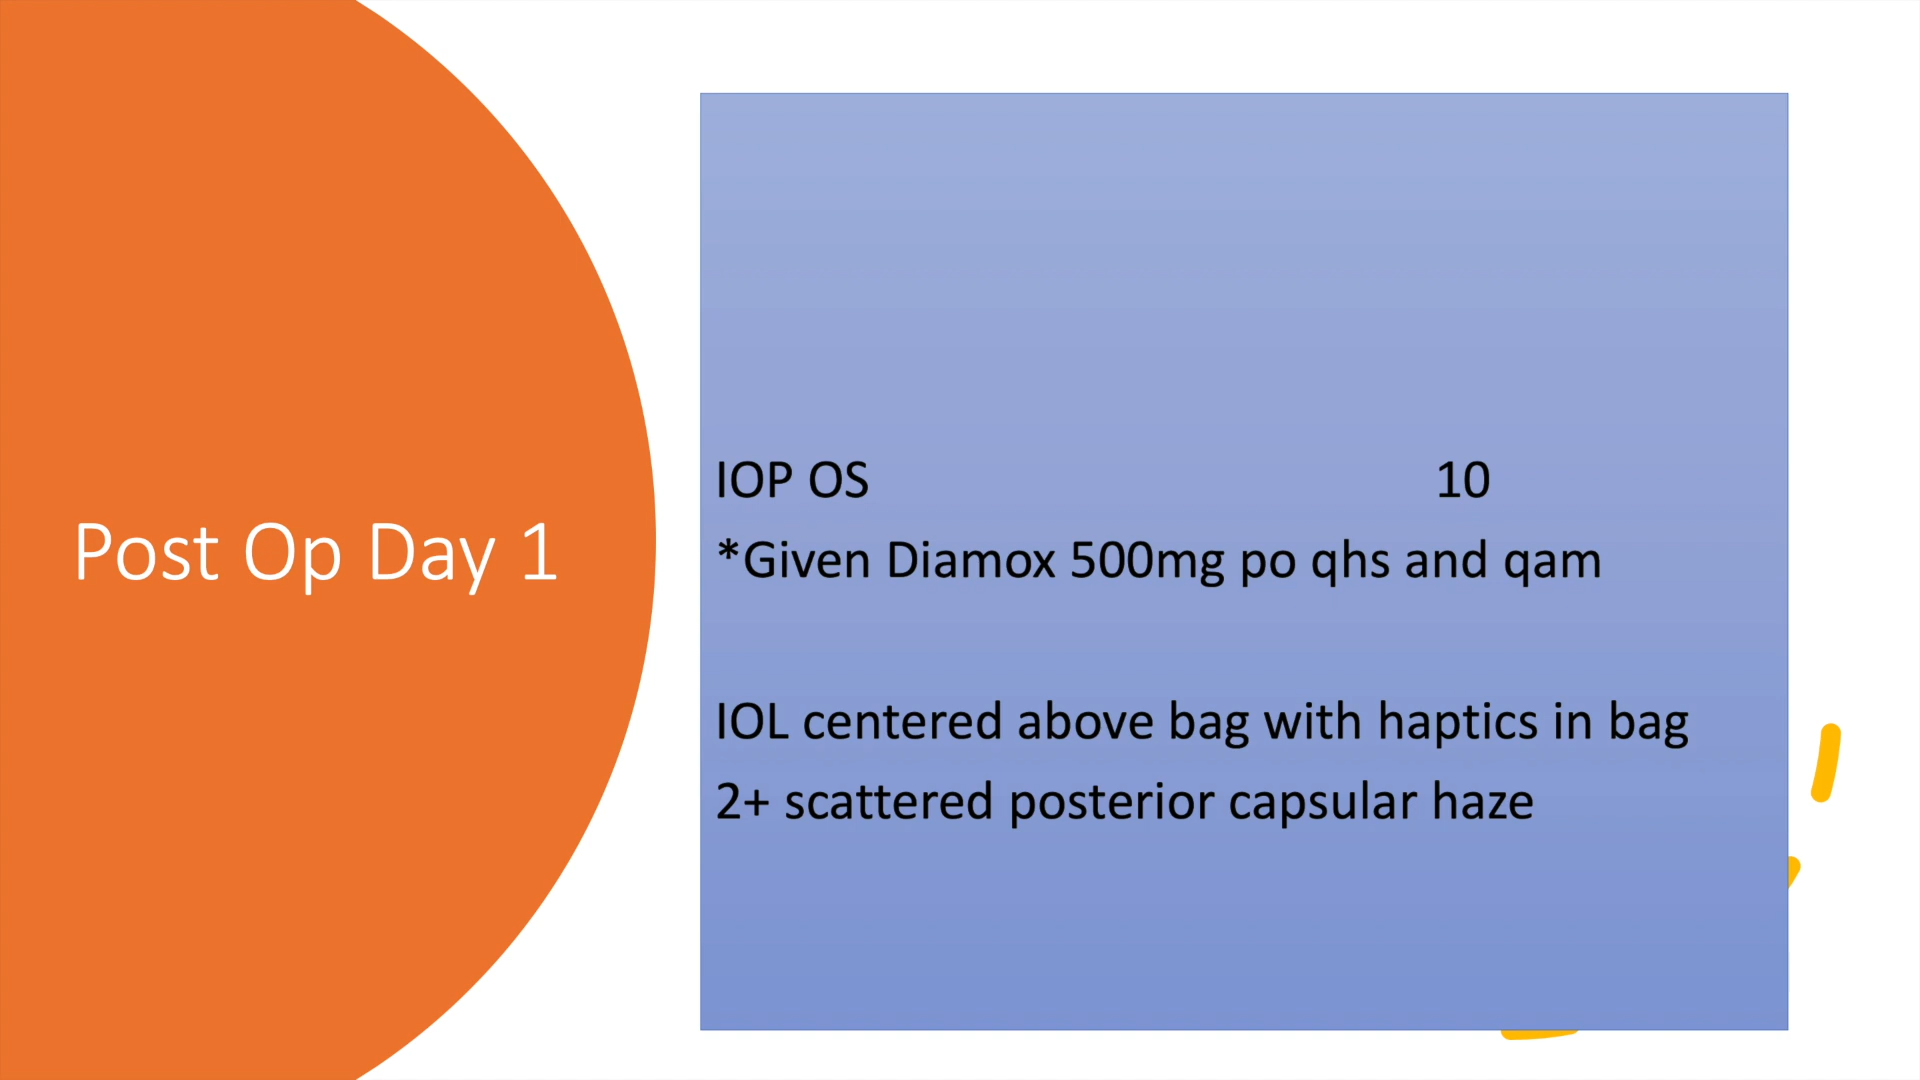 Post Op Day 1
IOP OS 10
*Given Diamox 500mg po qhs and qam
IOL centered above bag with haptics in bag
2+ scattered posterior capsular haze